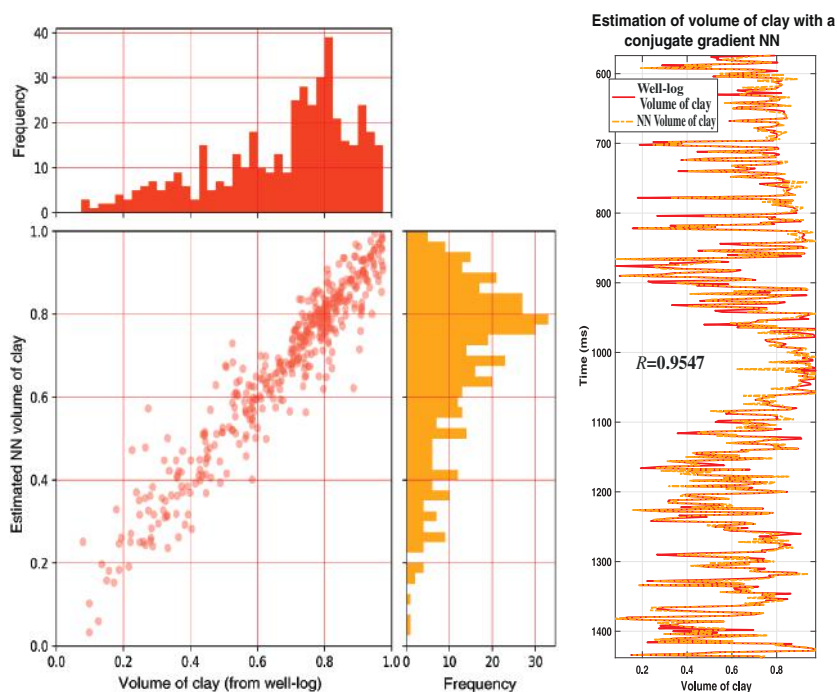 Frequency
40
30
20
10
0
Estimated NN volume of clay
1.0
0.8
0.6
0.4
0.2
0.0
0.0 0.2 0.4 0.6 0.8 1.0
Volume of clay (from well-log)
0 10 20 30
Frequency
Estimation of volume of clay with a
conjugate gradient NN
Well-log
Volume of clay
NN Volume of clay
Time (ms)
600
700
800
900
1000
1100
1200
1300
1400
R=0.9547
0.2 0.4 0.6 0.8
Volume of clay